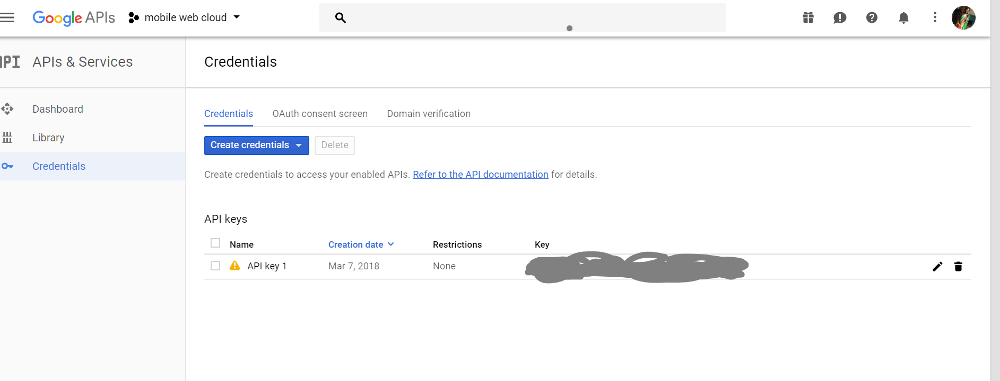 Google APIs mobile web cloud
API APIs & Services
Credentials
Dashboard
Library
Credentials
Credentials OAuth consent screen Domain verification
Create credentials Delete
Create credentials to access your enabled APIs. Refer to the API documentation for details.
API keys
Name Creation date Restrictions Key
API key 1 Mar 7, 2018 None